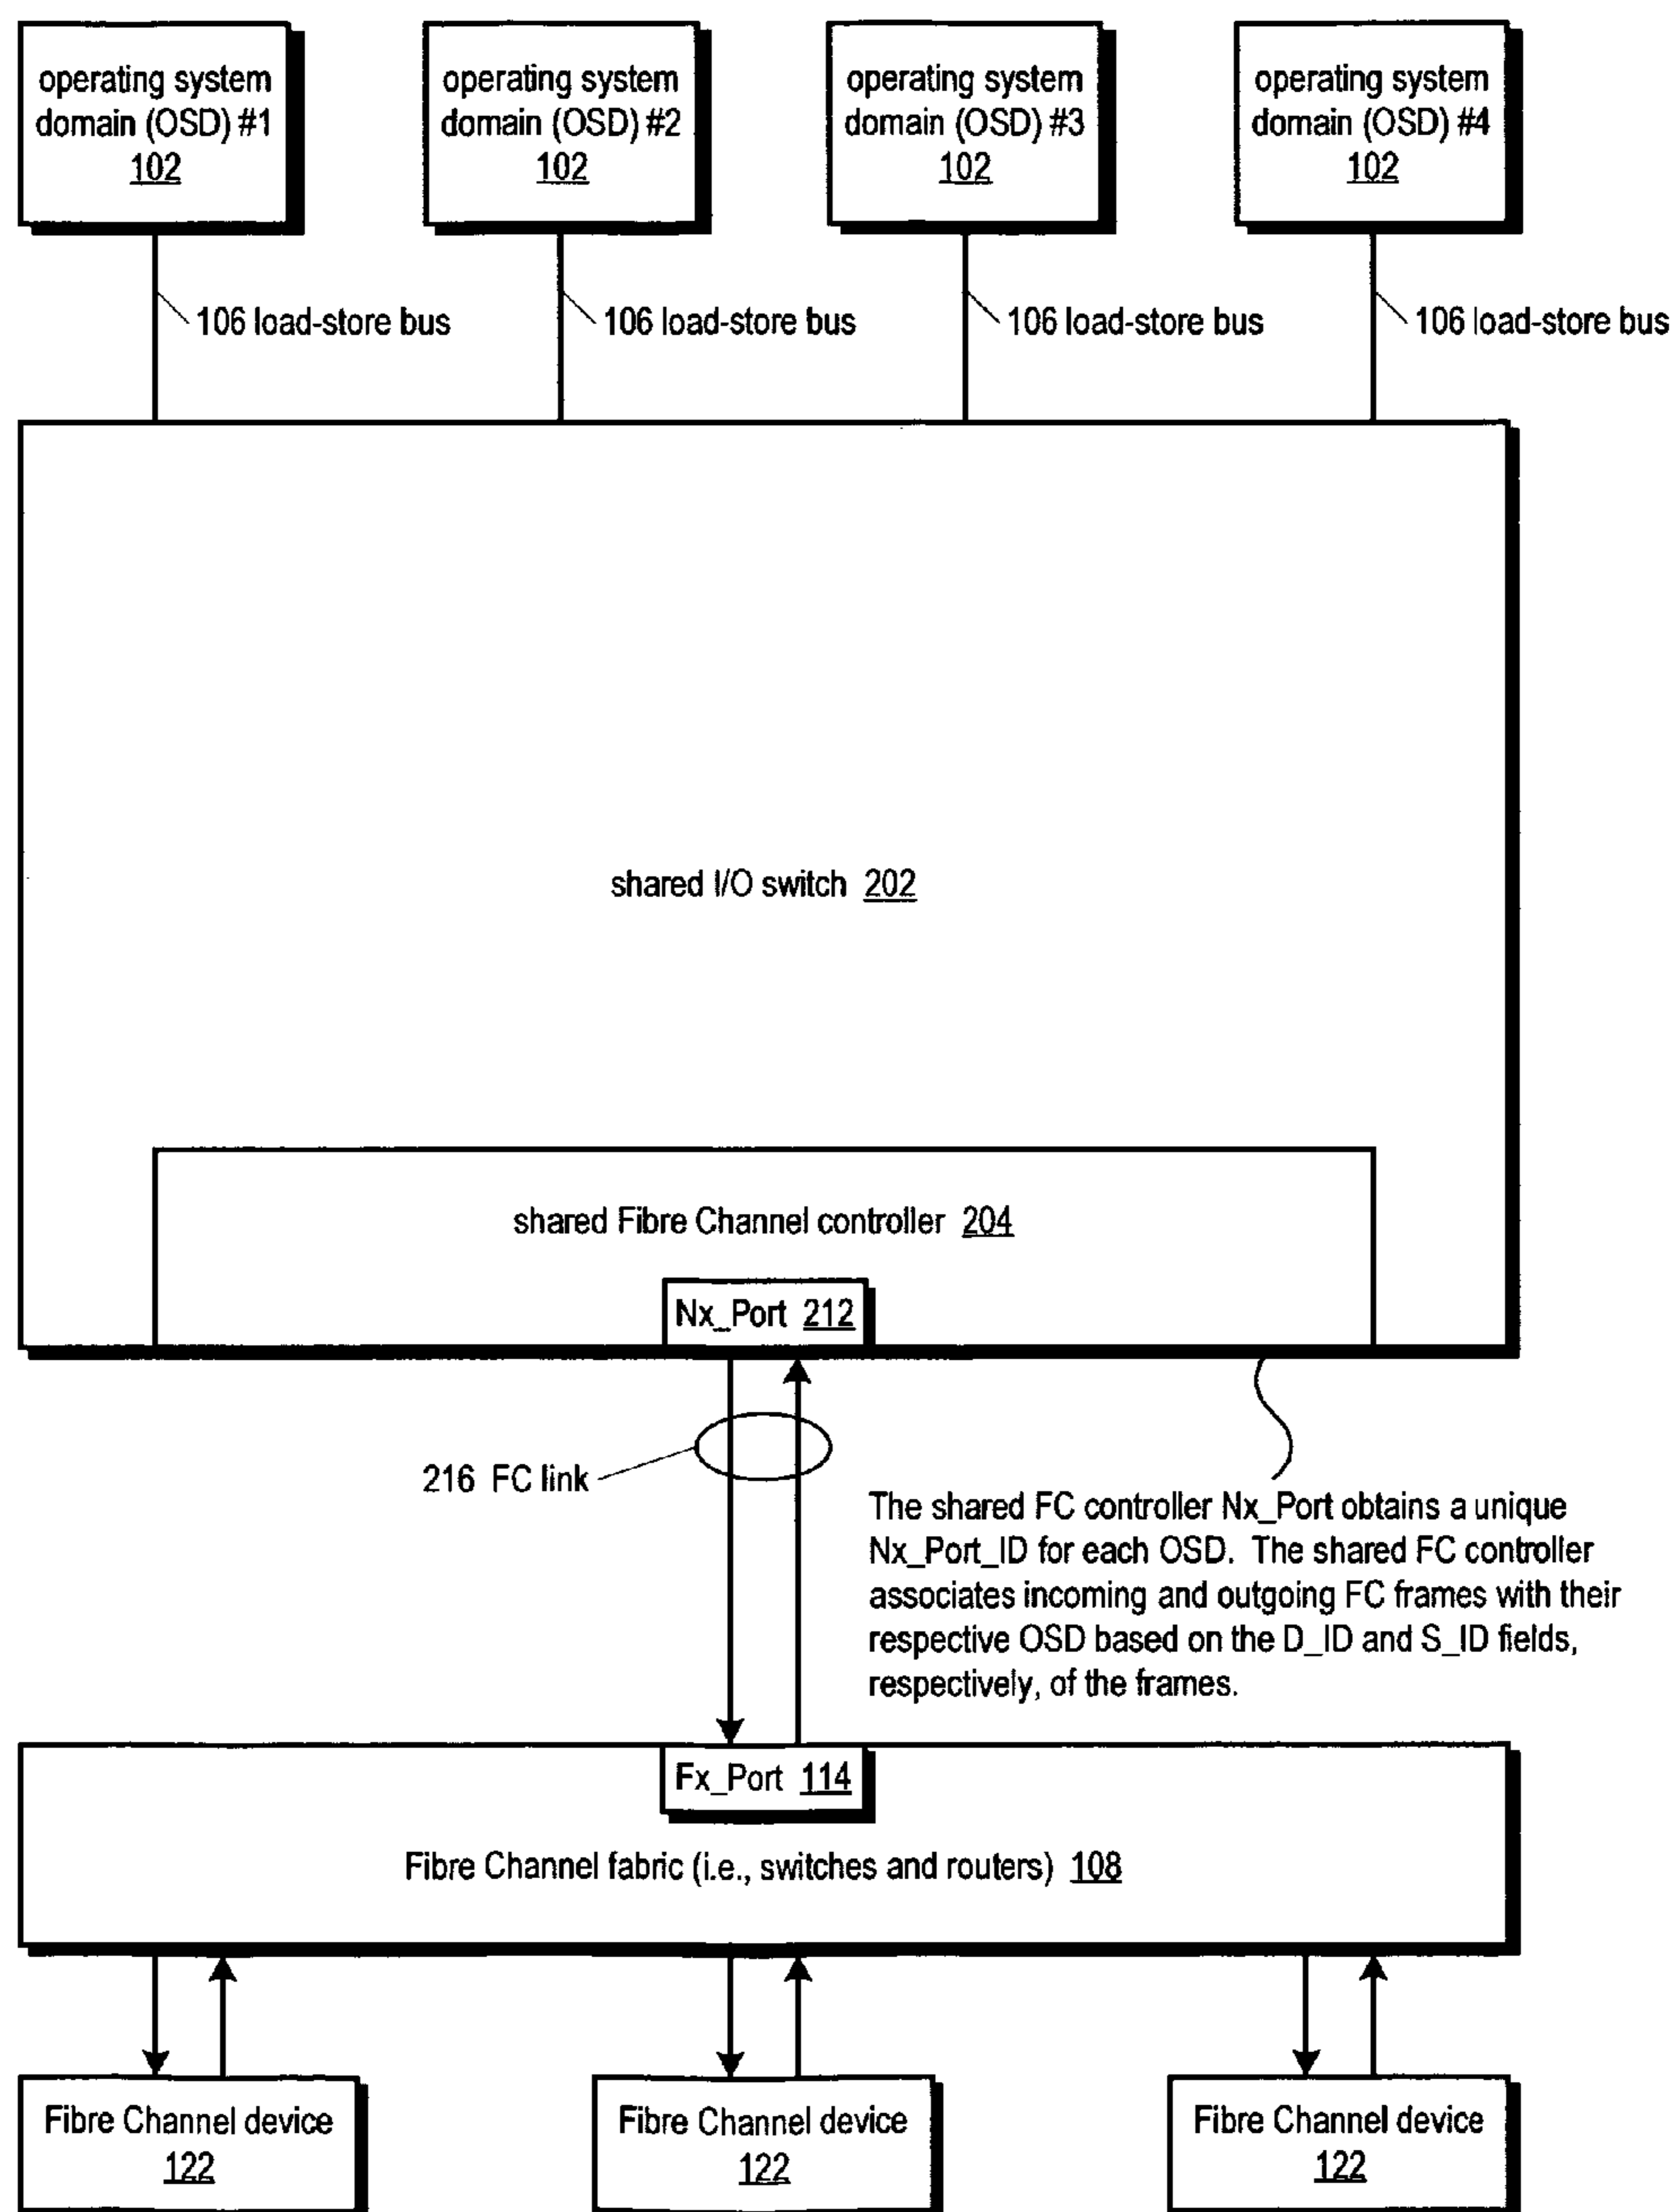 operating system
domain (OSD) #1
102
operating system
domain (OSD) #2
102
operating system
domain (OSD) #3
102
operating system
domain (OSD) #4
102
106 load-store bus
106 load-store bus
106 load-store bus
106 load-store bus
shared I/O switch 202
shared Fibre Channel controller 204
Nx_Port 212
216 FC link
The shared FC controller Nx_Port obtains a unique
Nx_Port_ID for each OSD. The shared FC controller
associates incoming and outgoing FC frames with their
respective OSD based on the D_ID and S_ID fields,
respectively, of the frames.
Fx_Port 114
Fibre Channel fabric (i.e., switches and routers) 108
Fibre Channel device
122
Fibre Channel device
122
Fibre Channel device
122